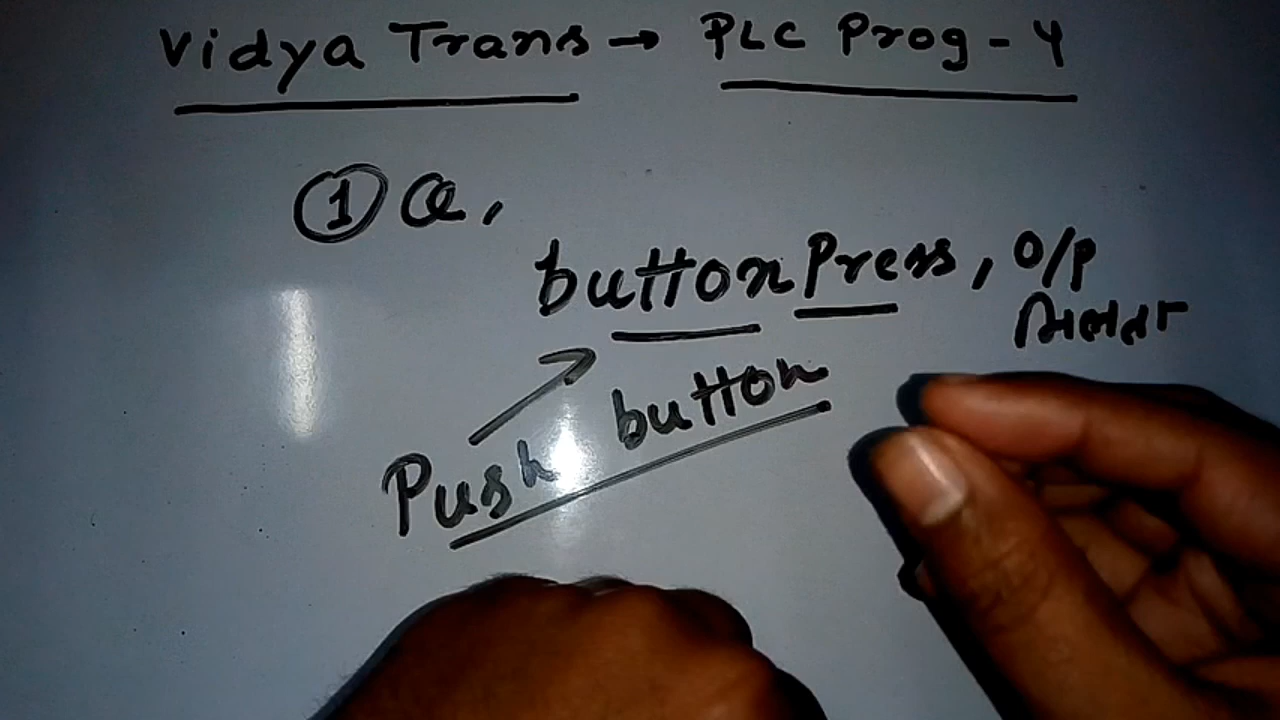 Vidya Trans → PLC Prog - 4
① Q,
button Press, O/P
Push button